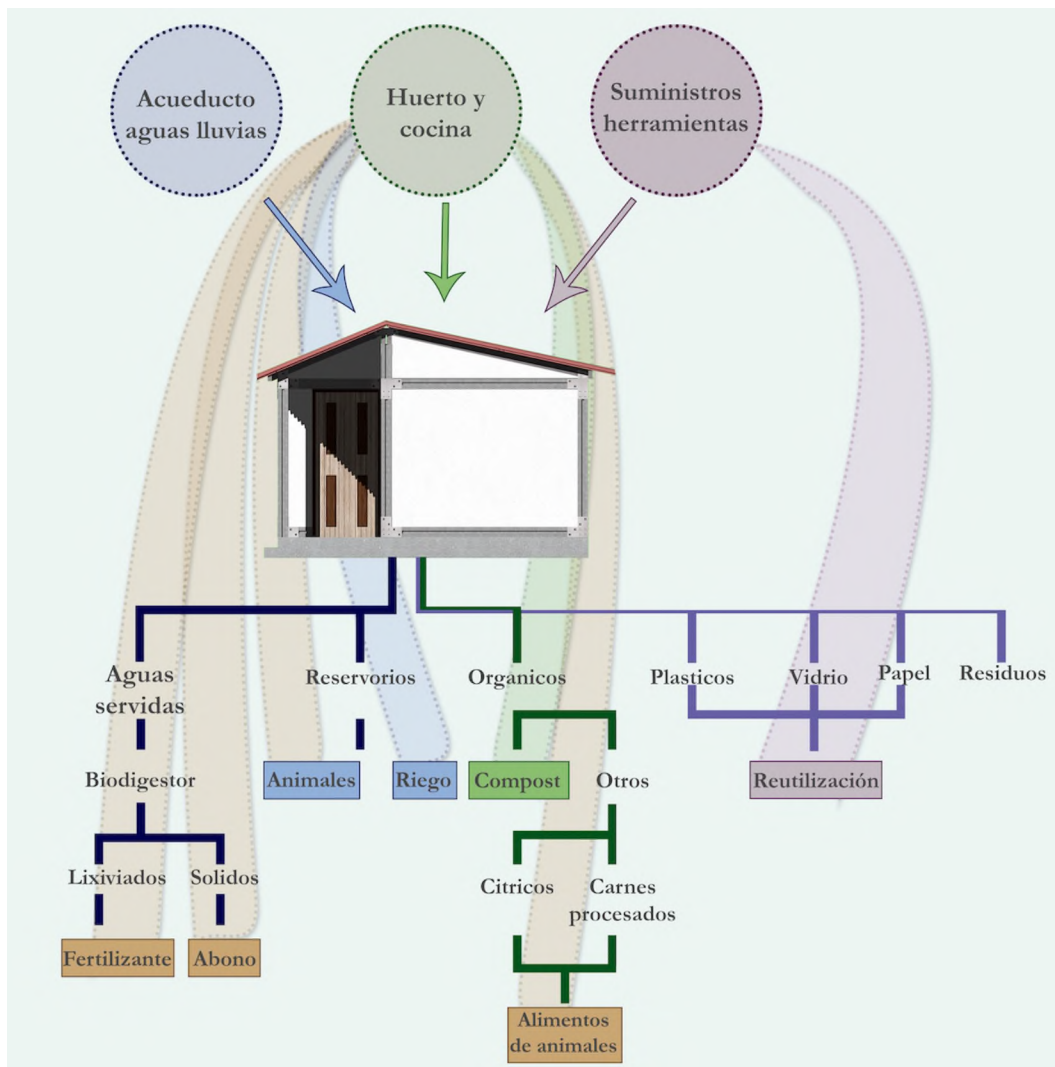 Acueducto
aguas lluvias
Huerto y
cocina
Suministros
herramientas
Aguas
servidas
Reservorios
Organicos
Plasticos
Vidrio
Papel
Residuos
Biodigestor
Animales
Riego
Compost
Otros
Reutilización
Lixiviados
Solidos
Citricos
Carnes
procesados
Fertilizante
Abono
Alimentos
de animales